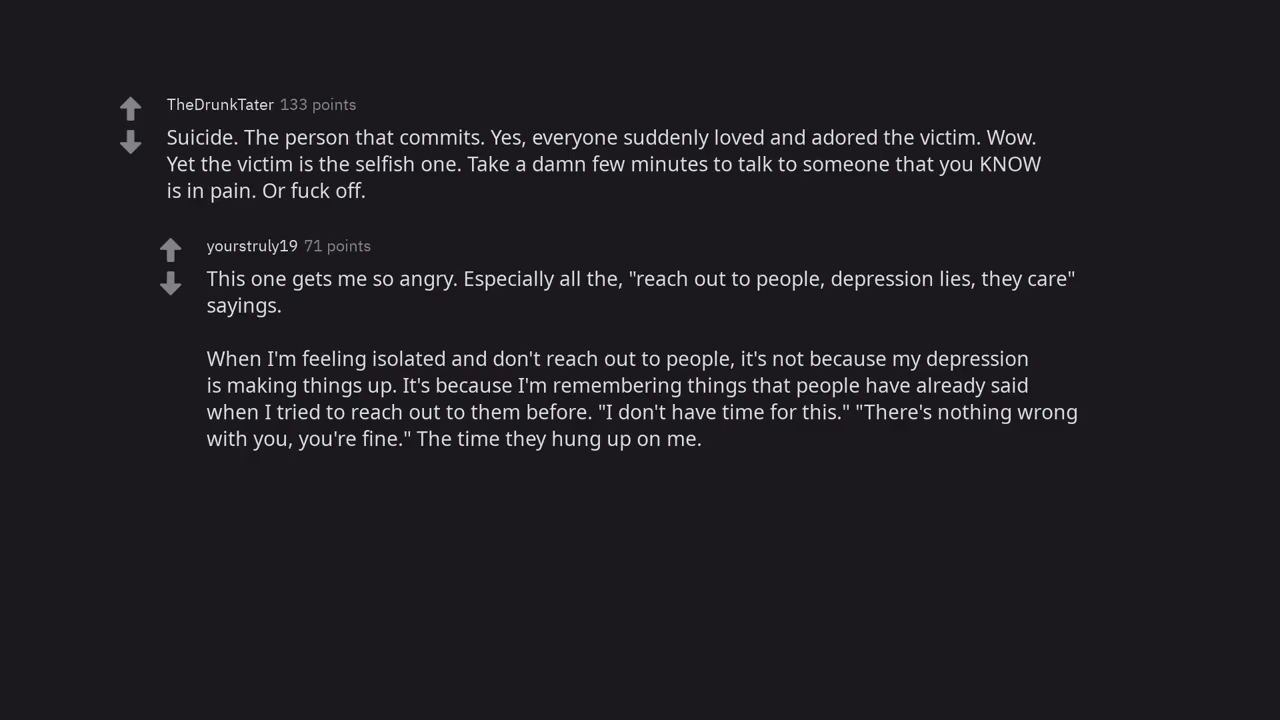 TheDrunkTater 133 points
Suicide. The person that commits. Yes, everyone suddenly loved and adored the victim. Wow.
Yet the victim is the selfish one. Take a damn few minutes to talk to someone that you KNOW
is in pain. Or fuck off.
yourstruly19 71 points
This one gets me so angry. Especially all the, "reach out to people, depression lies, they care"
sayings.
When I'm feeling isolated and don't reach out to people, it's not because my depression
is making things up. It's because I'm remembering things that people have already said
when I tried to reach out to them before. "I don't have time for this." "There's nothing wrong
with you, you're fine." The time they hung up on me.